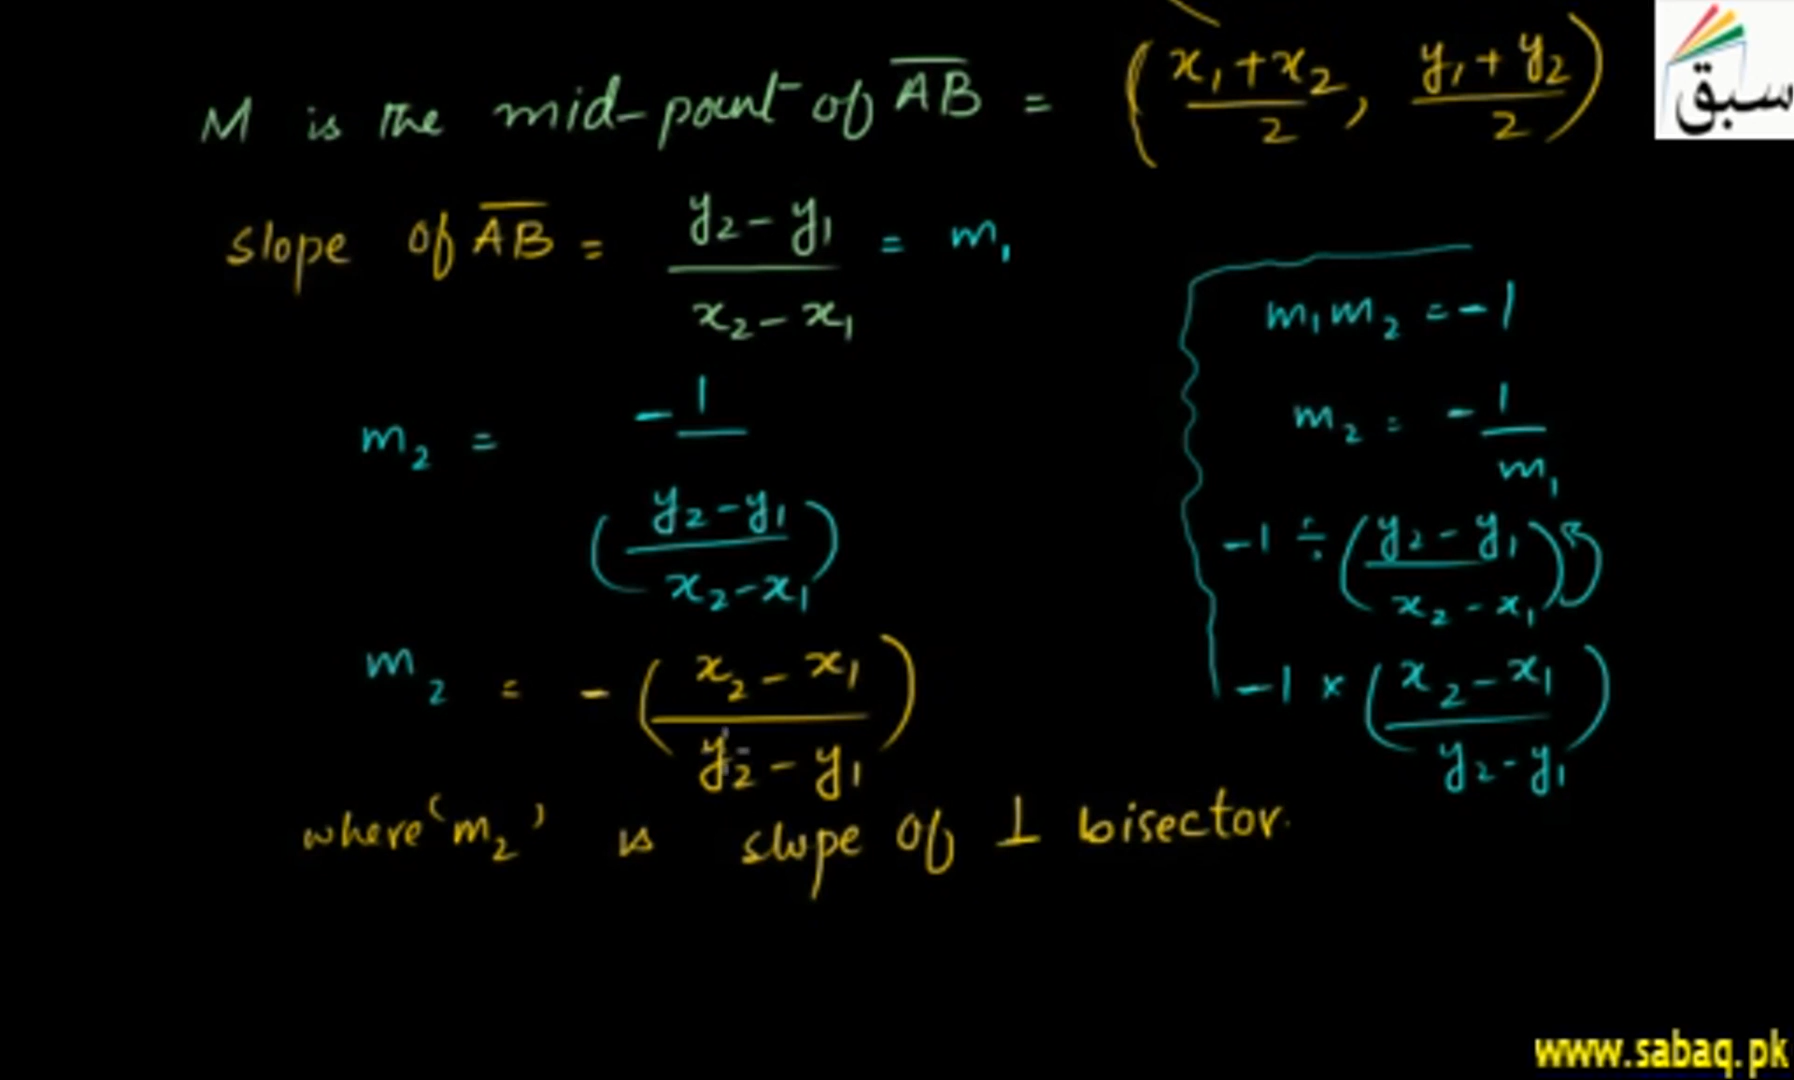 M is the mid-point of AB = (x₁+x₂/2, y₁+y₂/2)
سبق
slope of AB = y₂-y₁/x₂-x₁ = m₁
m₂ = -1/(y₂-y₁/x₂-x₁)
m₂ = -(x₂-x₁/y₂-y₁)
where 'm₂' is slope of ⊥ bisector.
m₁m₂ = -1
m₂ = -1/m₁
-1 ÷ (y₂-y₁/x₂-x₁)
-1 × (x₂-x₁/y₂-y₁)
www.sabaq.pk